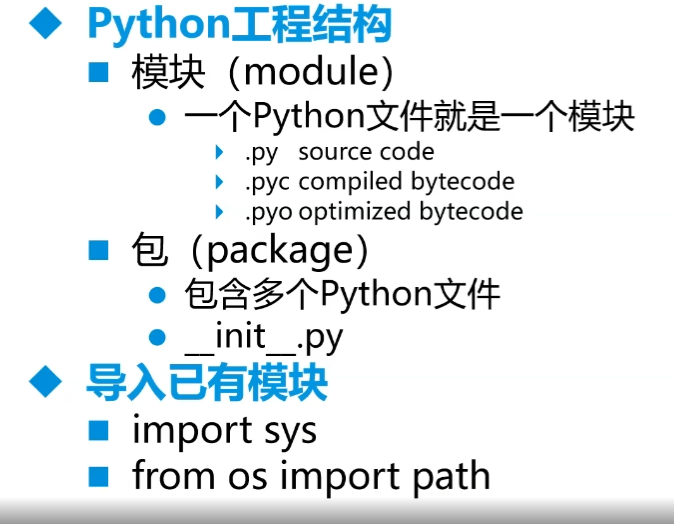 Python工程结构
模块（module）
一个Python文件就是一个模块
.py source code
.pyc compiled bytecode
.pyo optimized bytecode
包（package）
包含多个Python文件
__init__.py
导入已有模块
import sys
from os import path